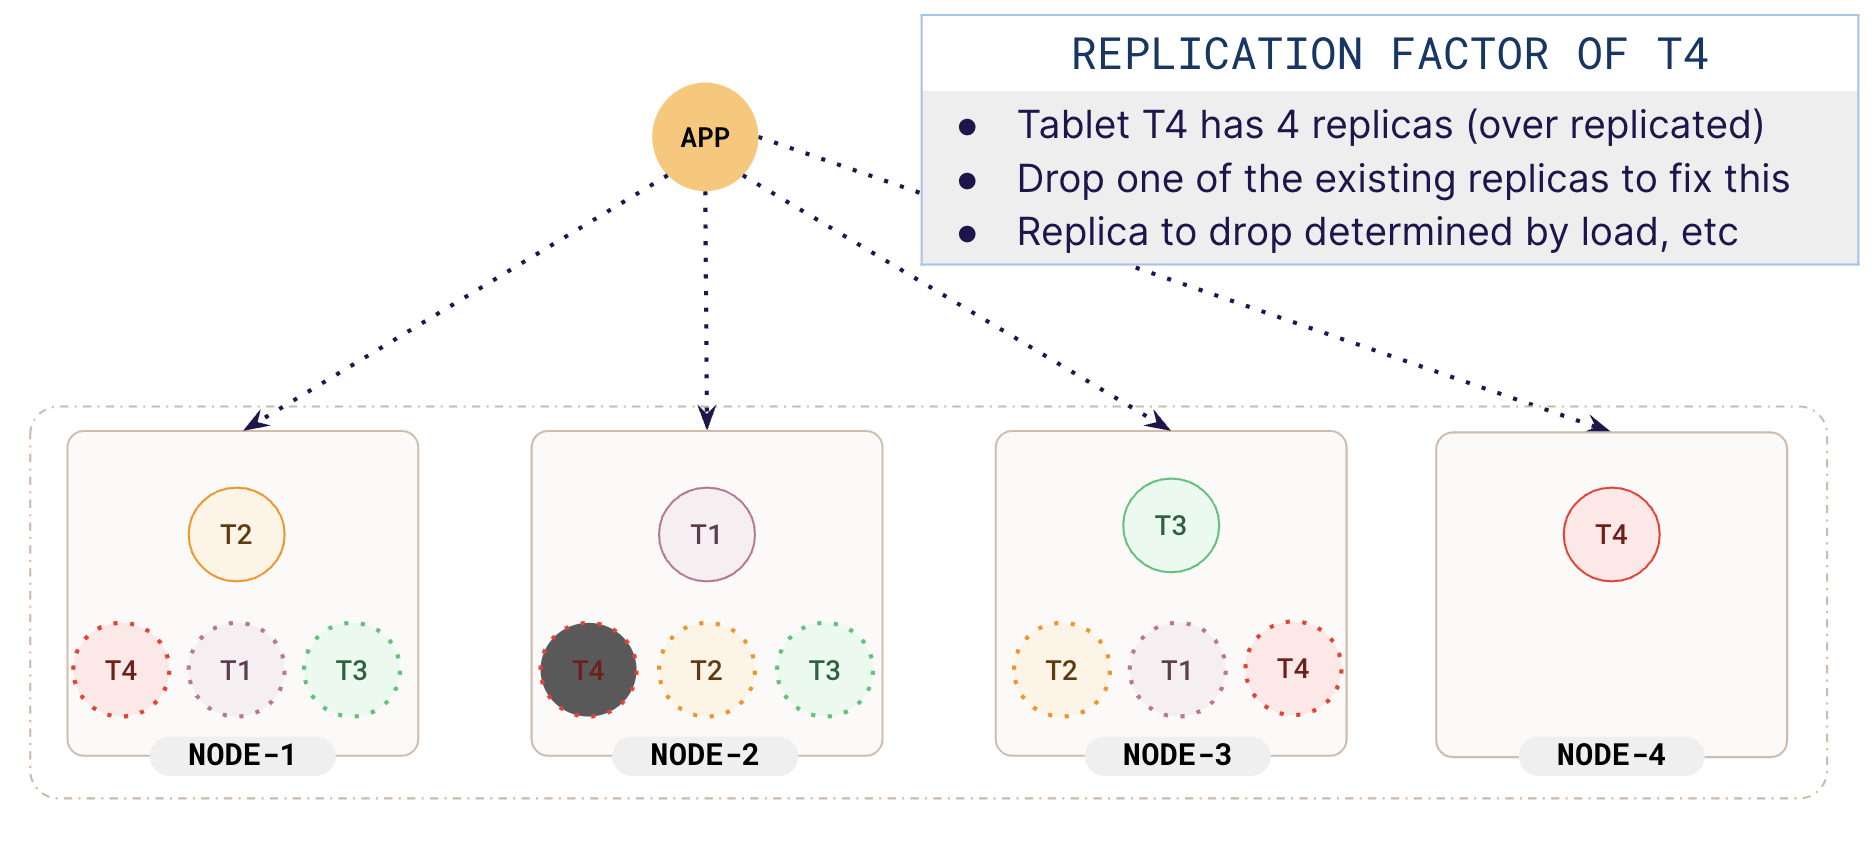 REPLICATION FACTOR OF T4
● Tablet T4 has 4 replicas (over replicated)
● Drop one of the existing replicas to fix this
● Replica to drop determined by load, etc
APP
T2
T1
T3
T4
T4 T1 T3
T4 T2 T3
T2 T1 T4
NODE-1
NODE-2
NODE-3
NODE-4